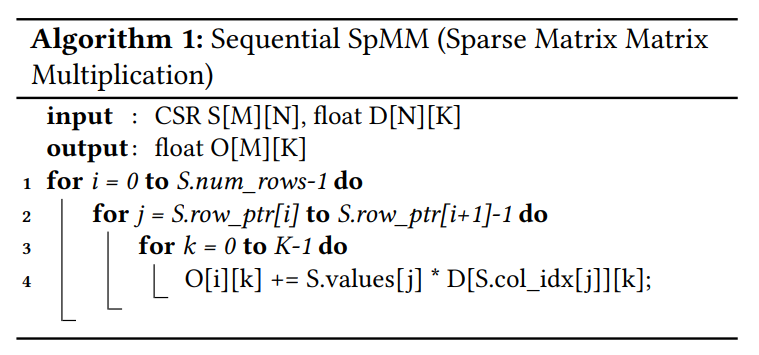 Algorithm 1: Sequential SpMM (Sparse Matrix Matrix
Multiplication)
input : CSR S[M][N], float D[N][K]
output: float O[M][K]
1 for i = 0 to S.num_rows-1 do
2 for j = S.row_ptr[i] to S.row_ptr[i+1]-1 do
3 for k = 0 to K-1 do
4 O[i][k] += S.values[j] * D[S.col_idx[j]][k];